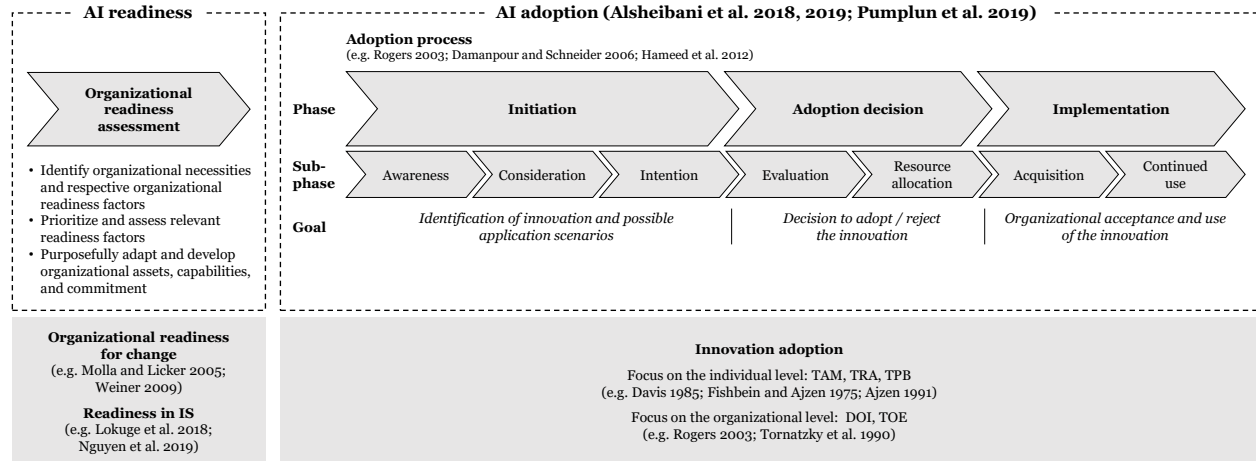 AI readiness
Organizational
readiness
assessment
• Identify organizational necessities
and respective organizational
readiness factors
• Prioritize and assess relevant
readiness factors
• Purposefully adapt and develop
organizational assets, capabilities,
and commitment
Organizational readiness
for change
(e.g. Molla and Licker 2005;
Weiner 2009)
Readiness in IS
(e.g. Lokuge et al. 2018;
Nguyen et al. 2019)
AI adoption (Alsheibani et al. 2018, 2019; Pumplun et al. 2019)
Adoption process
(e.g. Rogers 2003; Damanpour and Schneider 2006; Hameed et al. 2012)
Phase
Initiation
Adoption decision
Implementation
Sub-
phase
Awareness
Consideration
Intention
Evaluation
Resource
allocation
Acquisition
Continued
use
Goal
Identification of innovation and possible
application scenarios
Decision to adopt / reject
the innovation
Organizational acceptance and use
of the innovation
Innovation adoption
Focus on the individual level: TAM, TRA, TPB
(e.g. Davis 1985; Fishbein and Ajzen 1975; Ajzen 1991)
Focus on the organizational level: DOI, TOE
(e.g. Rogers 2003; Tornatzky et al. 1990)